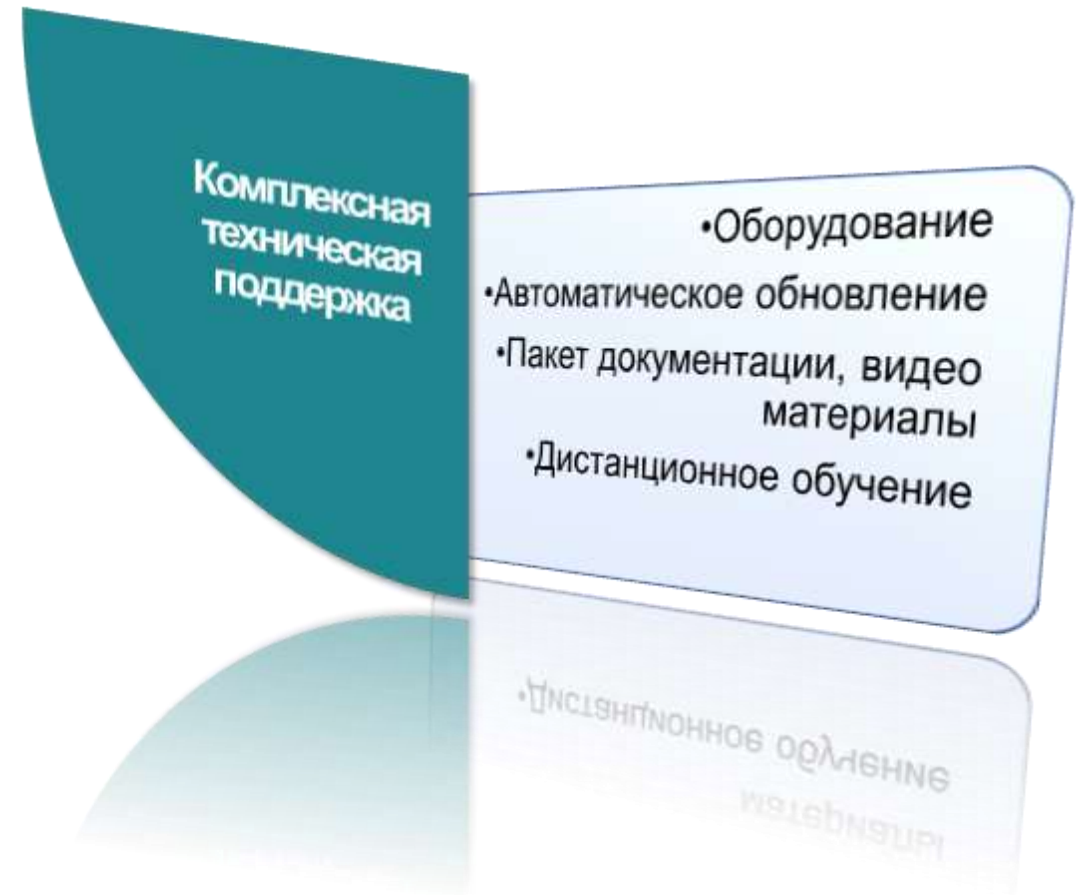 Комплексная
техническая
поддержка
•Оборудование
•Автоматическое обновление
•Пакет документации, видео
материалы
•Дистанционное обучение